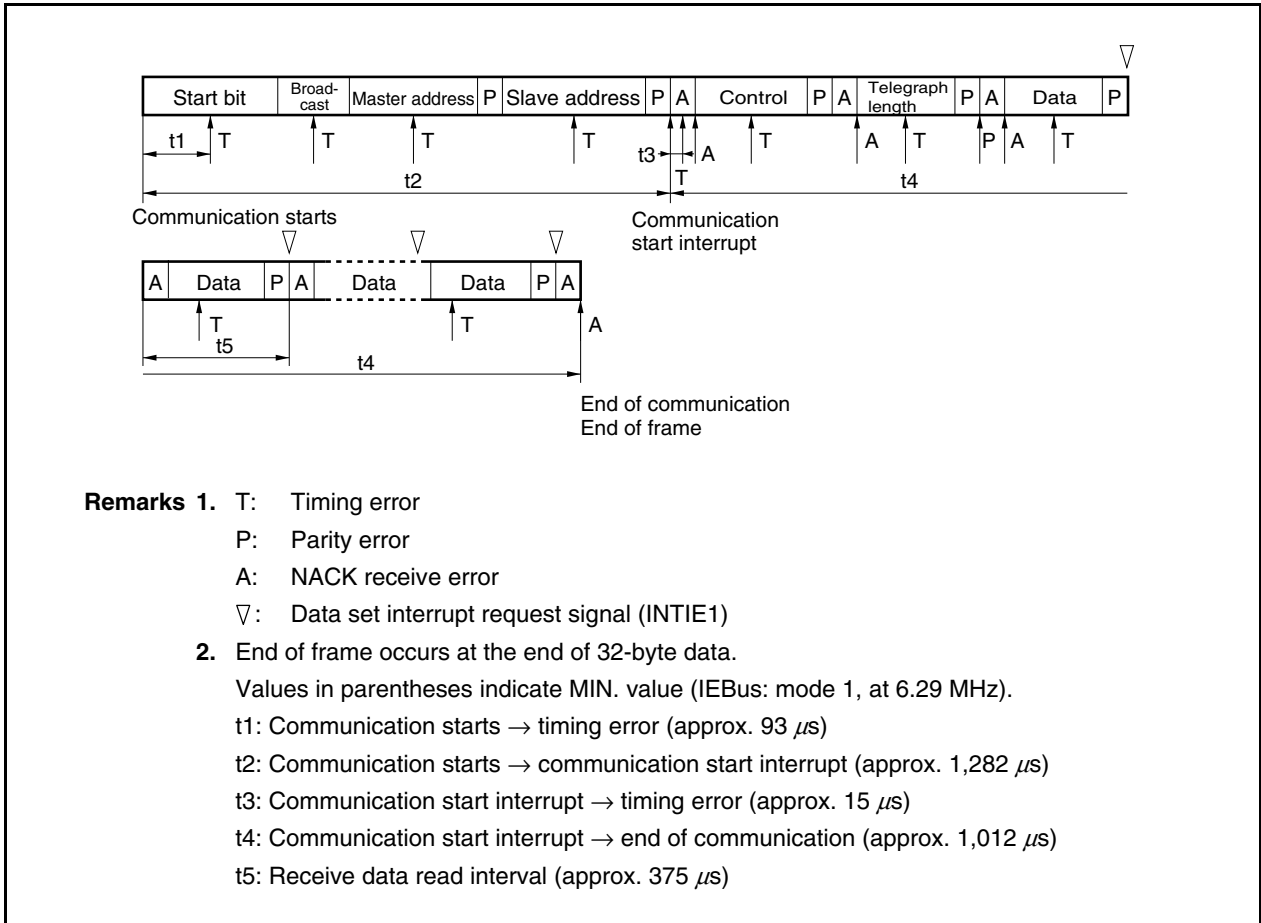 Start bit Broad-cast Master address P Slave address P A Control P A Telegraph length P A Data P
t1 T T T T t3 A T A T P A T
t2 T t4
Communication starts
Communication
start interrupt
A Data P A Data Data P A
T T A
t5
t4
End of communication
End of frame
Remarks 1. T: Timing error
P: Parity error
A: NACK receive error
▽: Data set interrupt request signal (INTIE1)
2. End of frame occurs at the end of 32-byte data.
Values in parentheses indicate MIN. value (IEBus: mode 1, at 6.29 MHz).
t1: Communication starts → timing error (approx. 93 μs)
t2: Communication starts → communication start interrupt (approx. 1,282 μs)
t3: Communication start interrupt → timing error (approx. 15 μs)
t4: Communication start interrupt → end of communication (approx. 1,012 μs)
t5: Receive data read interval (approx. 375 μs)